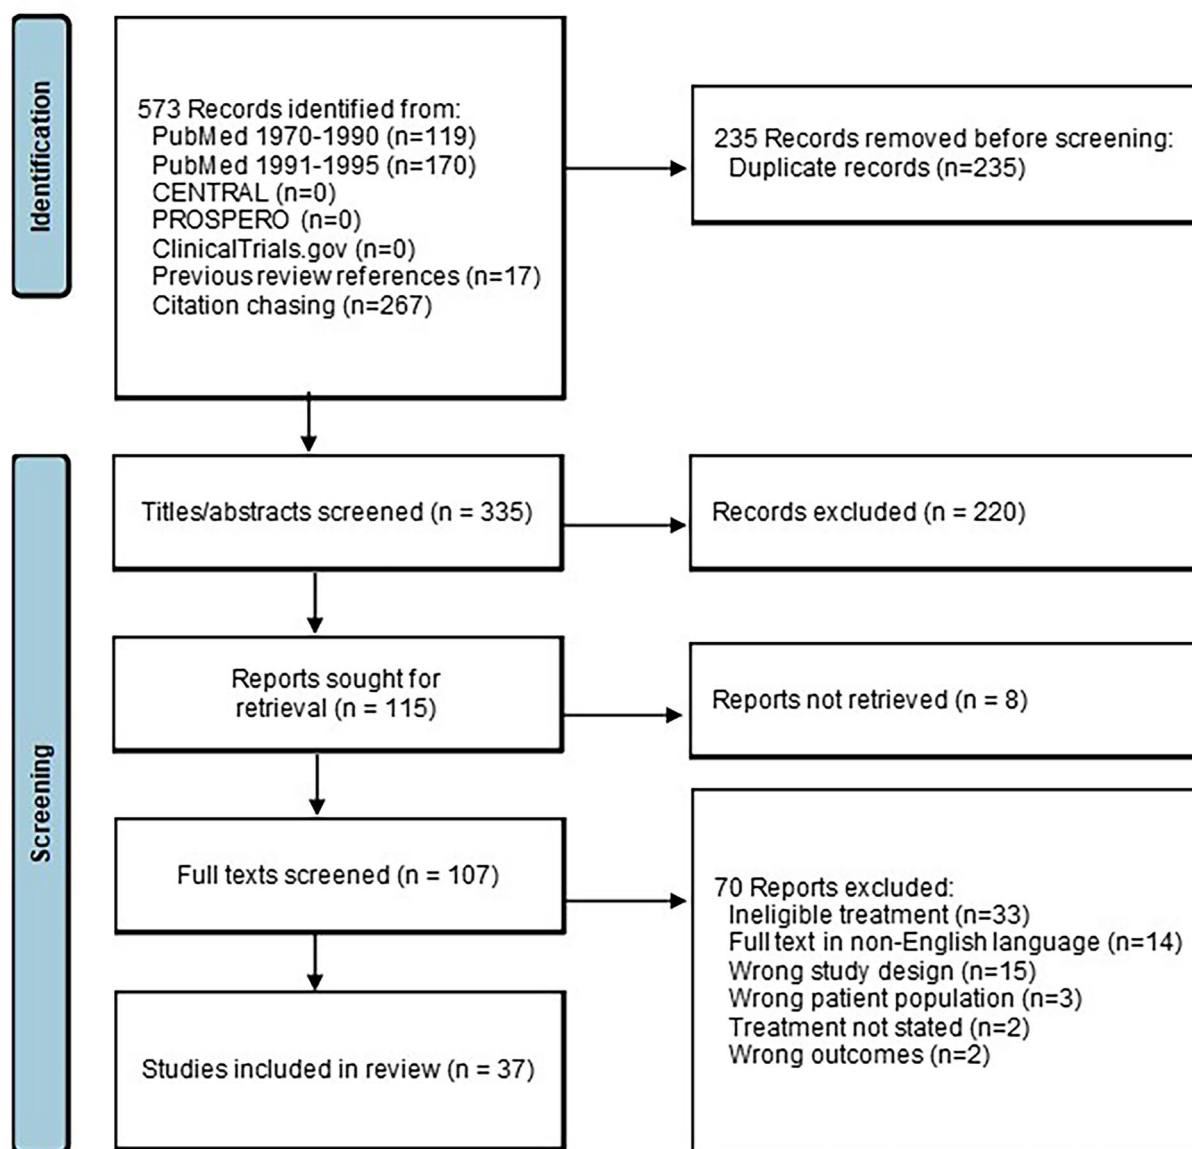 Identification
573 Records identified from:
PubMed 1970-1990 (n=119)
PubMed 1991-1995 (n=170)
CENTRAL (n=0)
PROSPERO (n=0)
ClinicalTrials.gov (n=0)
Previous review references (n=17)
Citation chasing (n=267)
235 Records removed before screening:
Duplicate records (n=235)
Screening
Titles/abstracts screened (n = 335)
Records excluded (n = 220)
Reports sought for
retrieval (n = 115)
Reports not retrieved (n = 8)
Full texts screened (n = 107)
70 Reports excluded:
Ineligible treatment (n=33)
Full text in non-English language (n=14)
Wrong study design (n=15)
Wrong patient population (n=3)
Treatment not stated (n=2)
Wrong outcomes (n=2)
Studies included in review (n = 37)